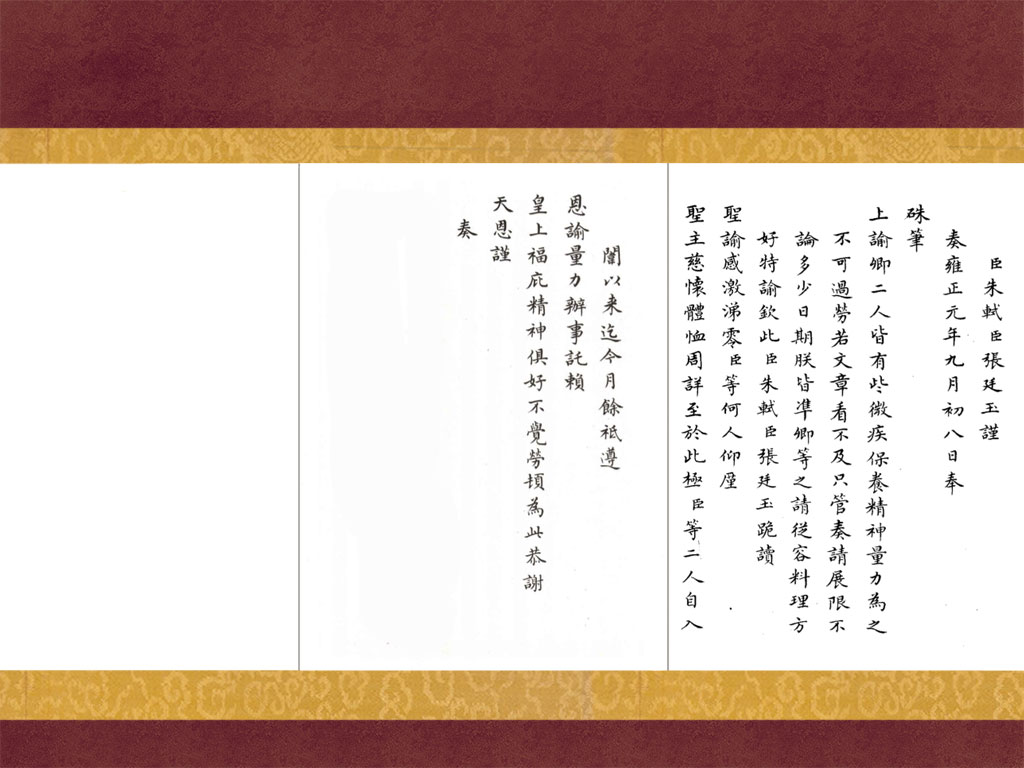 臣朱軾臣張廷玉謹
奏雍正元年九月初八日奉
硃筆
上諭卿二人皆有些微疾保養精神量力為之
不可過勞若文章看不及只管奏請展限不
論多少日期朕皆準卿等之請從容料理方
好特諭欽此臣朱軾臣張廷玉跪讀
聖諭感激涕零臣等何人仰厪
聖主慈懷體恤周詳至於此極臣等二人自入
闈以来迄今月餘祗遵
恩諭量力辦事託賴
皇上福庇精神俱好不覺勞頓為此恭謝
天恩謹
奏